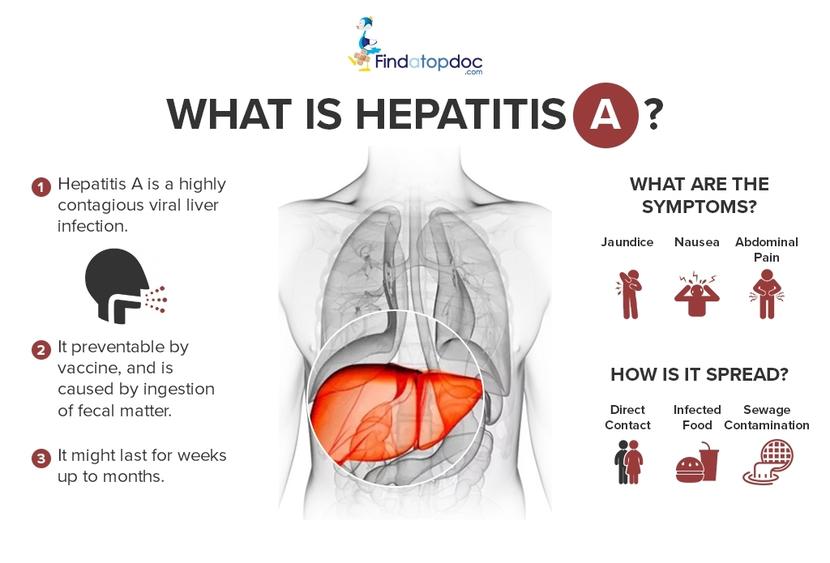 Findatopdoc
.com
WHAT IS HEPATITIS A ?
1 Hepatitis A is a highly
contagious viral liver
infection.
2 It preventable by
vaccine, and is
caused by ingestion
of fecal matter.
3 It might last for weeks
up to months.
WHAT ARE THE
SYMPTOMS?
Jaundice
Nausea
Abdominal
Pain
HOW IS IT SPREAD?
Direct
Contact
Infected
Food
Sewage
Contamination